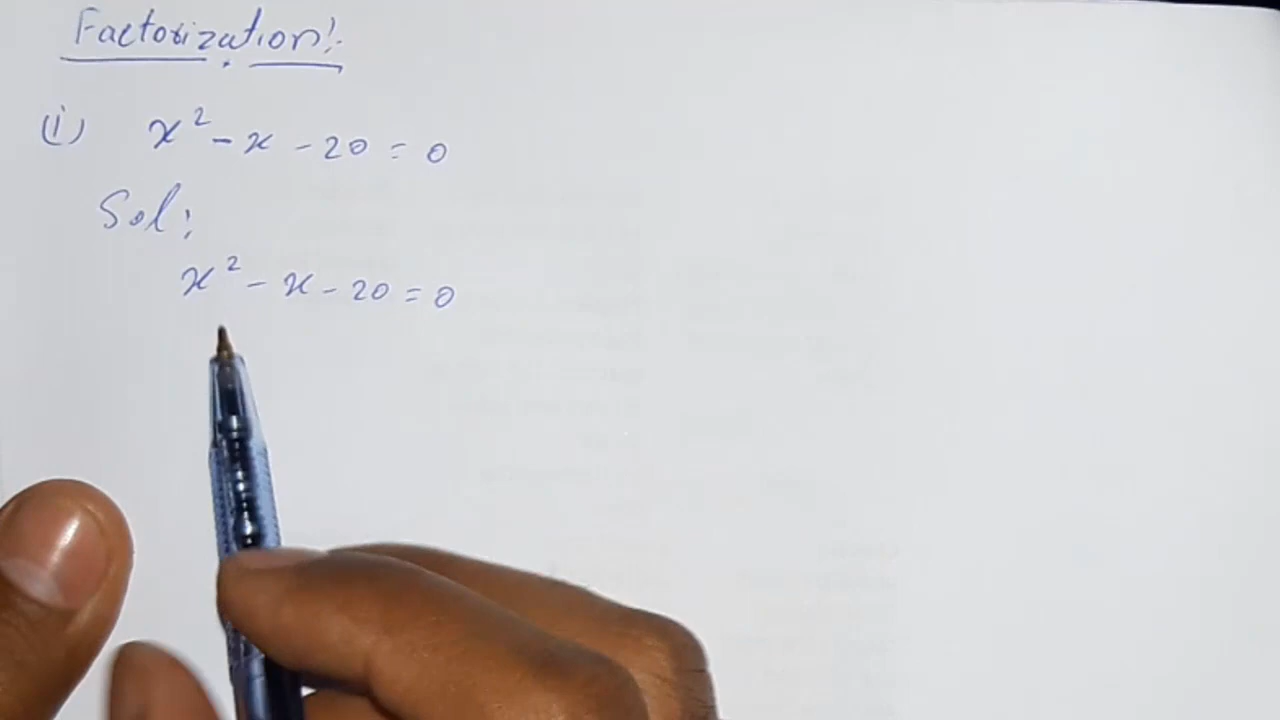 Factorization:-
(i) x² - x - 20 = 0
Sol:
x² - x - 20 = 0